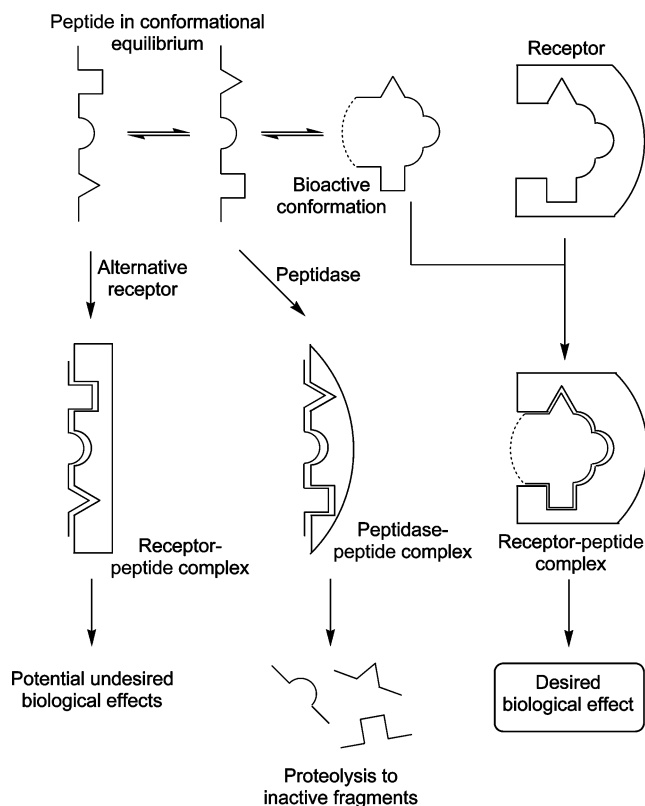 Peptide in conformational
equilibrium
Receptor
Bioactive
conformation
Alternative
receptor
Peptidase
Receptor-
peptide complex
Peptidase-
peptide complex
Receptor-peptide
complex
Potential undesired
biological effects
Desired
biological effect
Proteolysis to
inactive fragments